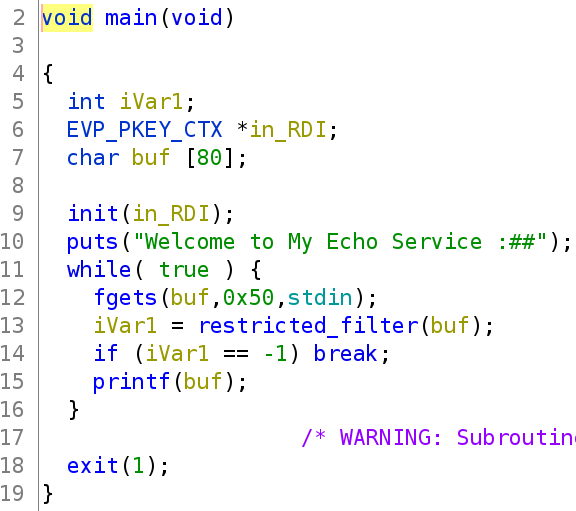 2 void main(void)
3
4 {
5 int iVar1;
6 EVP_PKEY_CTX *in_RDI;
7 char buf [80];
8
9 init(in_RDI);
10 puts("Welcome to My Echo Service :##");
11 while( true ) {
12 fgets(buf,0x50,stdin);
13 iVar1 = restricted_filter(buf);
14 if (iVar1 == -1) break;
15 printf(buf);
16 }
17 /* WARNING:
18 exit(1);
19 }